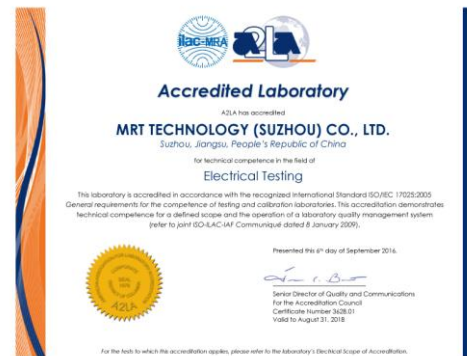 ilac-MRA
A2LA
Accredited Laboratory
A2LA has accredited
MRT TECHNOLOGY (SUZHOU) CO., LTD.
Suzhou, Jiangsu, People's Republic of China
for technical competence in the field of
Electrical Testing
This laboratory is accredited in accordance with the recognized International Standard ISO/IEC 17025:2005
General requirements for the competence of testing and calibration laboratories. This accreditation demonstrates
technical competence for a defined scope and the operation of a laboratory quality management system
(refer to joint ISO-ILAC-IAF Communiqué dated 8 January 2009).
Presented this 6th day of September 2016.
Senior Director of Quality and Communications
For the Accreditation Council
Certificate Number 3628.01
Valid to August 31, 2018
CORPORATE
SEAL
1978
A2LA
For the tests to which this accreditation applies, please refer to the laboratory's Electrical Scope of Accreditation.